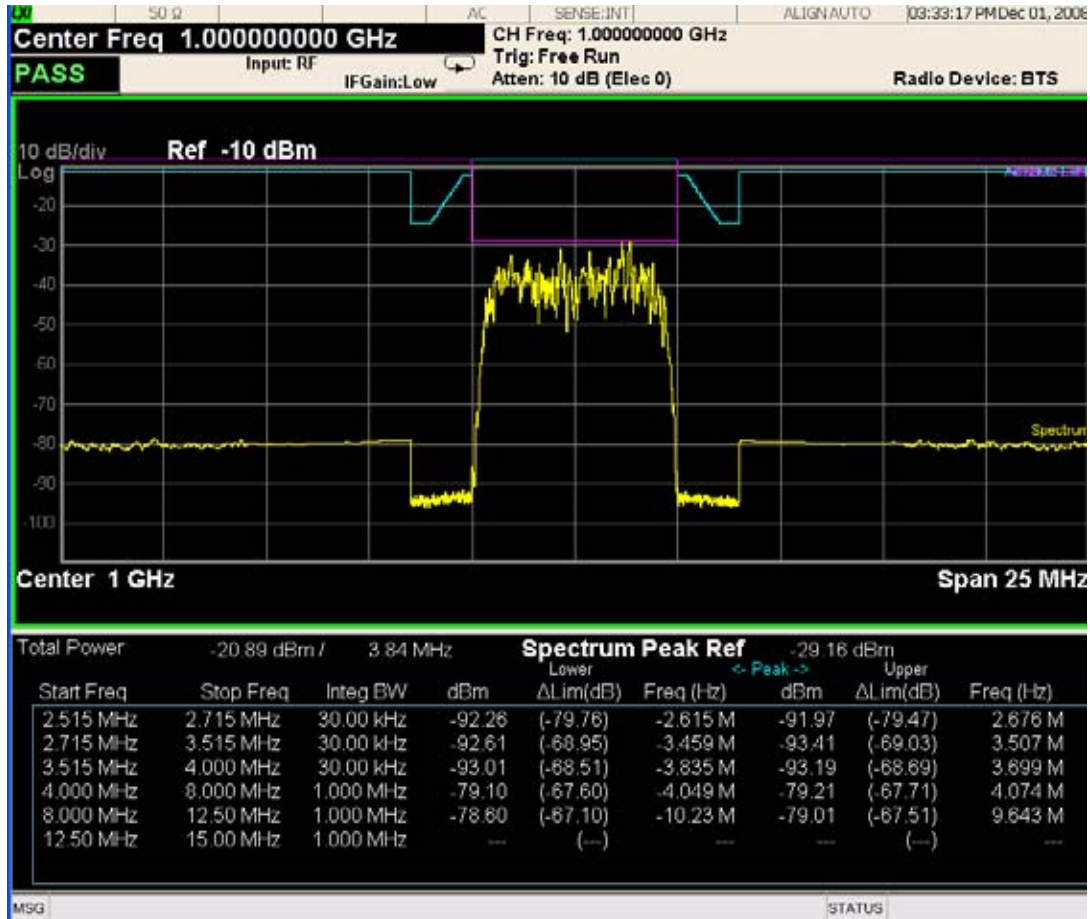 50 Ω AC SENSE:INT ALIGN AUTO 03:33:17 PM Dec 01, 2008
Center Freq 1.000000000 GHz CH Freq: 1.000000000 GHz
Trig: Free Run
PASS Input: RF IFGain:Low Atten: 10 dB (Elec 0) Radio Device: BTS
10 dB/div Ref -10 dBm
Log
Absolute Limit
-20
-30
-40
-50
-60
-70
Spectrum
-80
-90
-100
Center 1 GHz Span 25 MHz
Total Power -20.89 dBm / 3.84 MHz Spectrum Peak Ref -29.16 dBm
Lower <- Peak -> Upper
Start Freq Stop Freq Integ BW dBm ΔLim(dB) Freq (Hz) dBm ΔLim(dB) Freq (Hz)
2.515 MHz 2.715 MHz 30.00 kHz -92.26 (-79.76) -2.615 M -91.97 (-79.47) 2.676 M
2.715 MHz 3.515 MHz 30.00 kHz -92.61 (-68.95) -3.459 M -93.41 (-69.03) 3.507 M
3.515 MHz 4.000 MHz 30.00 kHz -93.01 (-68.51) -3.835 M -93.19 (-68.69) 3.699 M
4.000 MHz 8.000 MHz 1.000 MHz -79.10 (-67.60) -4.049 M -79.21 (-67.71) 4.074 M
8.000 MHz 12.50 MHz 1.000 MHz -78.60 (-67.10) -10.23 M -79.01 (-67.51) 9.643 M
12.50 MHz 15.00 MHz 1.000 MHz --- (---) --- --- (---) ---
MSG STATUS